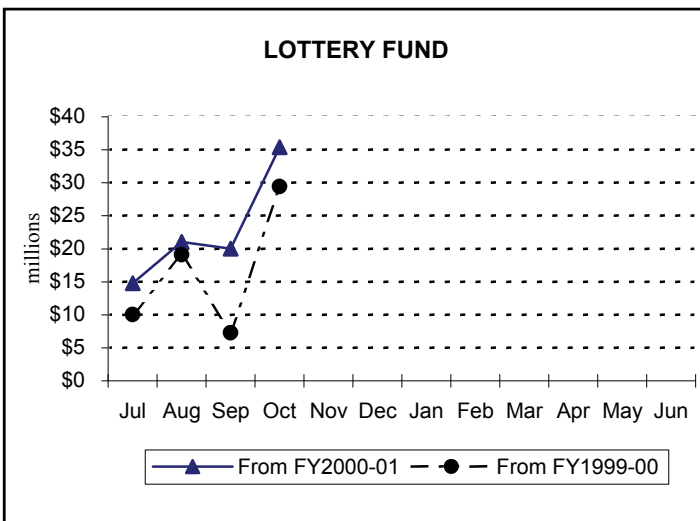 LOTTERY FUND
$40
$35
$30
$25
$20
$15
$10
$5
$0
millions
Jul Aug Sep Oct Nov Dec Jan Feb Mar Apr May Jun
From FY2000-01 From FY1999-00